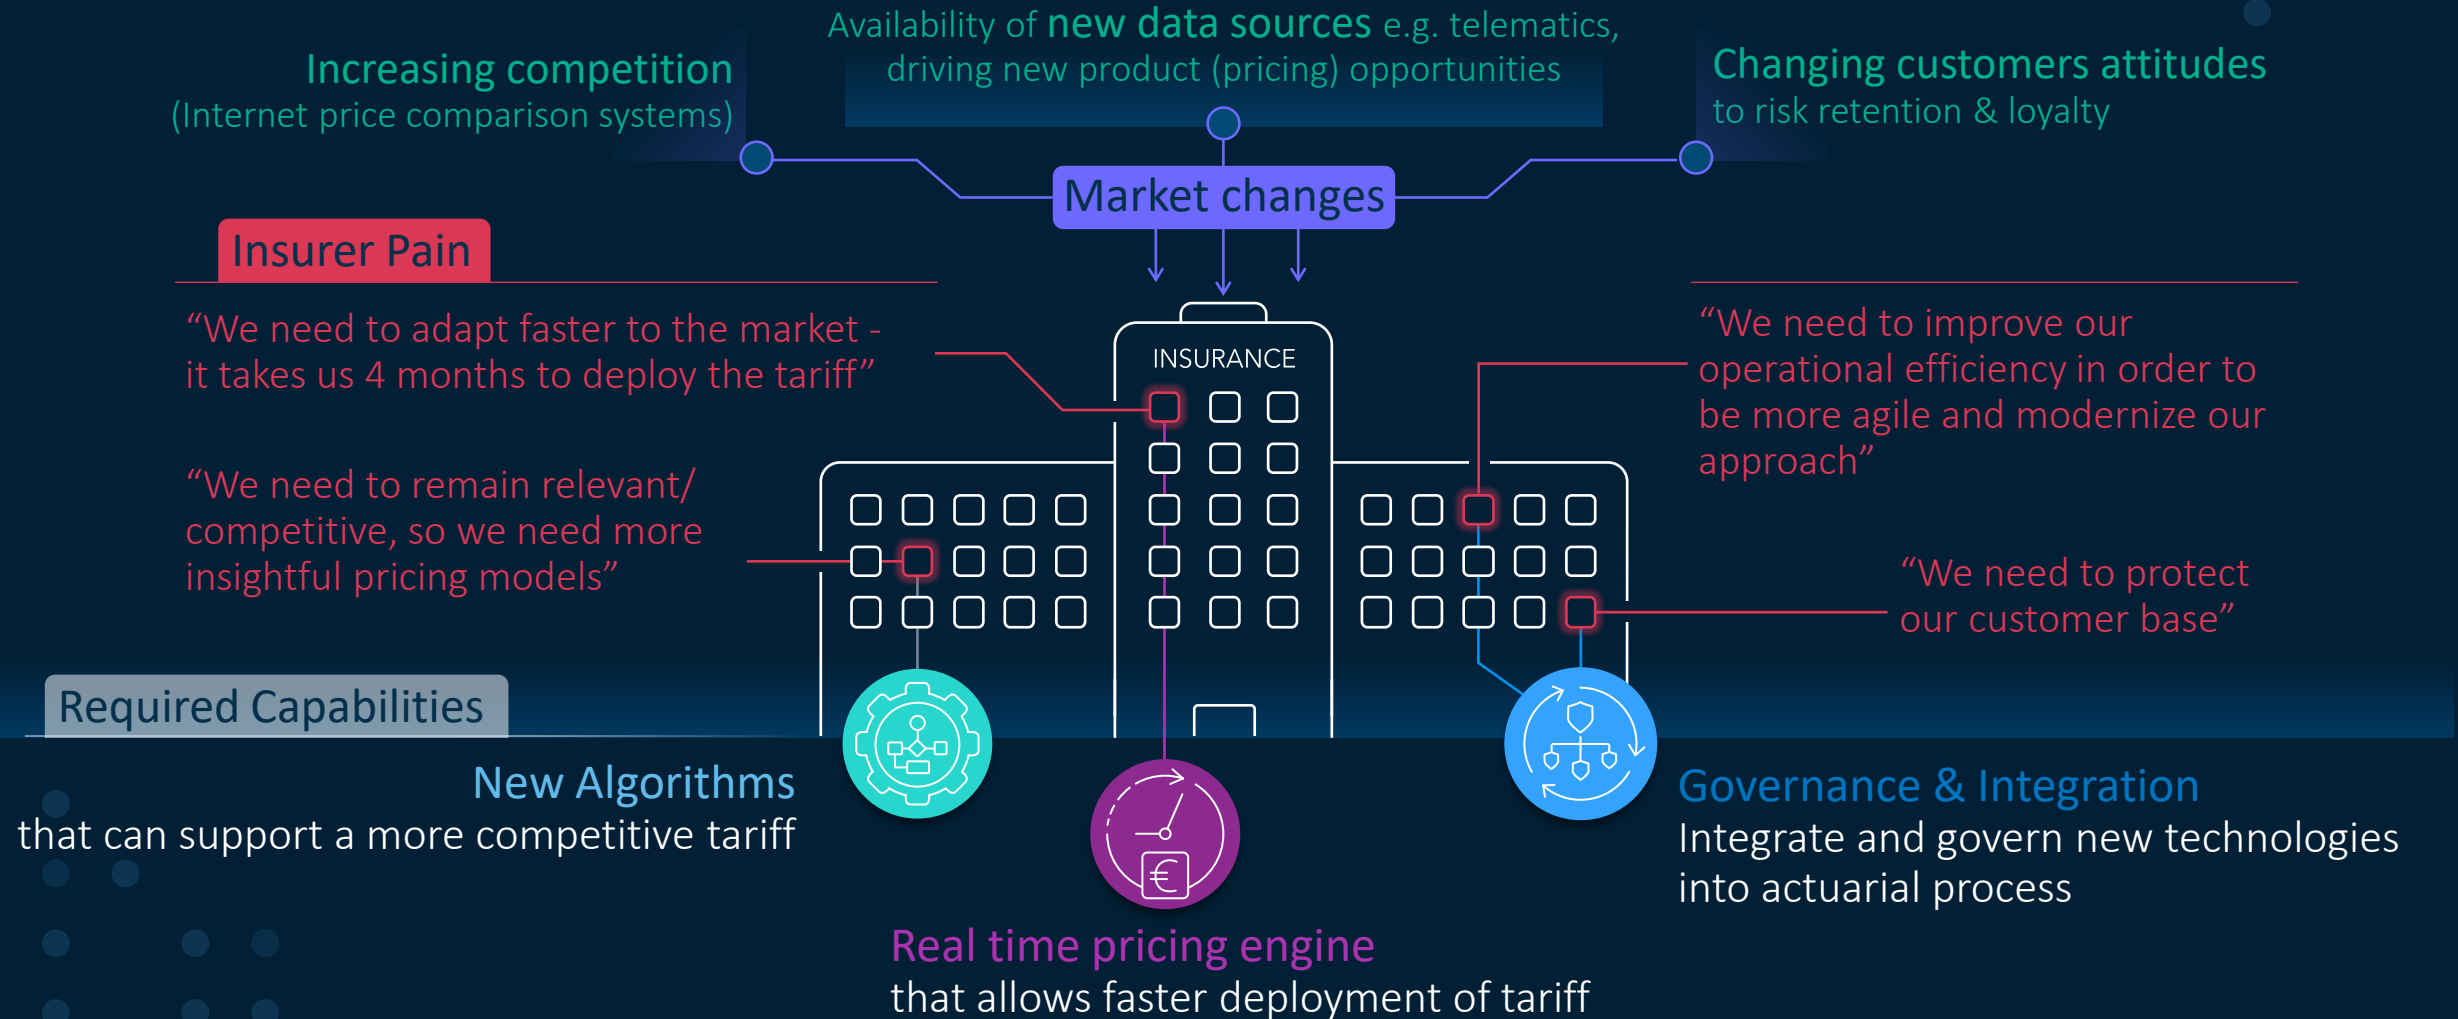 Availability of new data sources e.g. telematics,
driving new product (pricing) opportunities
Increasing competition
(Internet price comparison systems)
Changing customers attitudes
to risk retention & loyalty
Market changes
Insurer Pain
“We need to adapt faster to the market -
it takes us 4 months to deploy the tariff”
“We need to remain relevant/
competitive, so we need more
insightful pricing models”
INSURANCE
“We need to improve our
operational efficiency in order to
be more agile and modernize our
approach”
“We need to protect
our customer base”
Required Capabilities
New Algorithms
that can support a more competitive tariff
€
Real time pricing engine
that allows faster deployment of tariff
Governance & Integration
Integrate and govern new technologies
into actuarial process